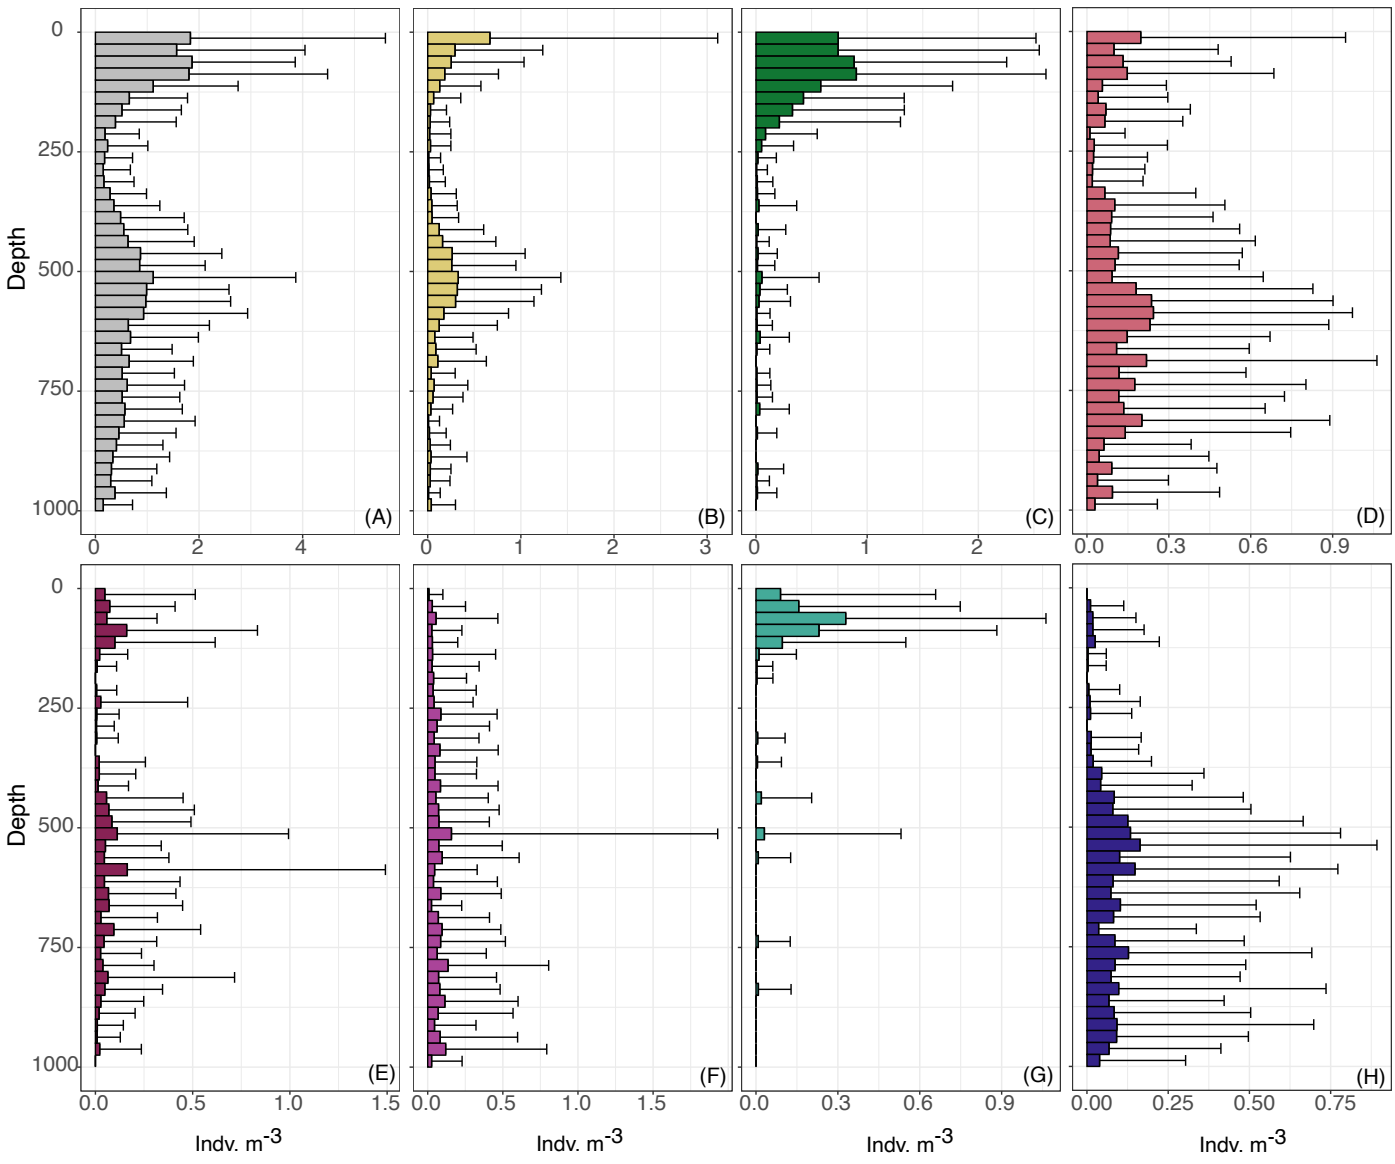 0
250
500
750
1000
Depth
(A)
(B)
(C)
(D)
0 2 4
0 1 2 3
0 1 2
0.0 0.3 0.6 0.9
0
250
500
750
1000
Depth
(E)
(F)
(G)
(H)
0.0 0.5 1.0 1.5
0.0 0.5 1.0 1.5
0.0 0.3 0.6 0.9
0.00 0.25 0.50 0.75
Indv. m-3
Indv. m-3
Indv. m-3
Indv. m-3